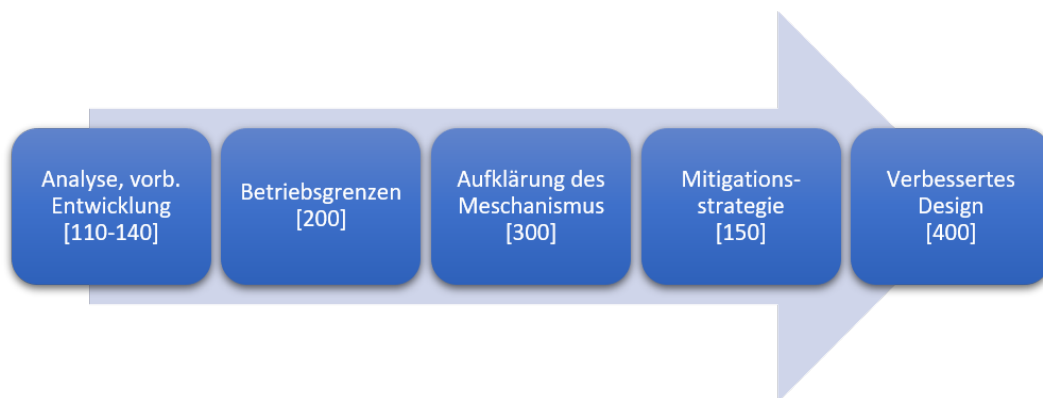 Analyse, vorb.
Entwicklung
[110-140]
Betriebsgrenzen
[200]
Aufklärung des
Meschanismus
[300]
Mitigations-
strategie
[150]
Verbessertes
Design
[400]